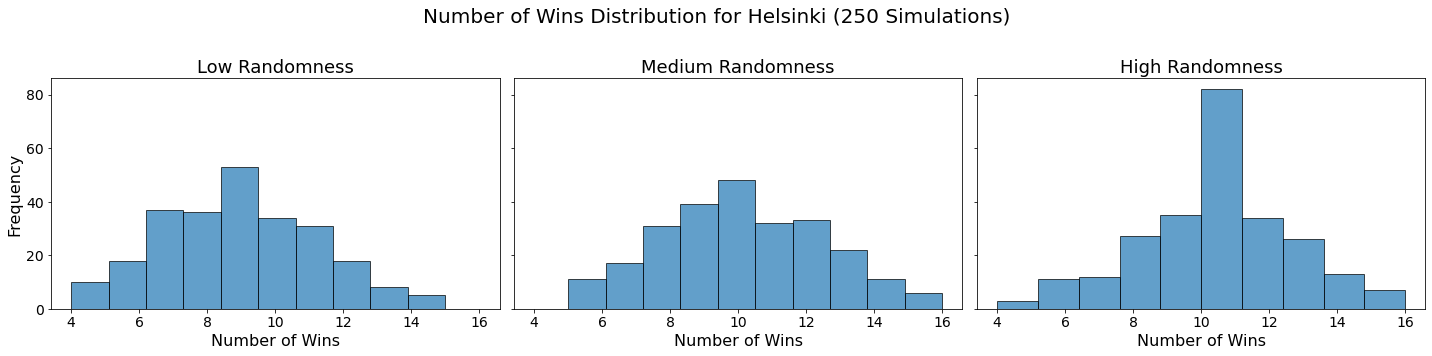 Number of Wins Distribution for Helsinki (250 Simulations)
Low Randomness
Medium Randomness
High Randomness
Frequency
80
60
40
20
0
4 6 8 10 12 14 16
4 6 8 10 12 14 16
4 6 8 10 12 14 16
Number of Wins
Number of Wins
Number of Wins